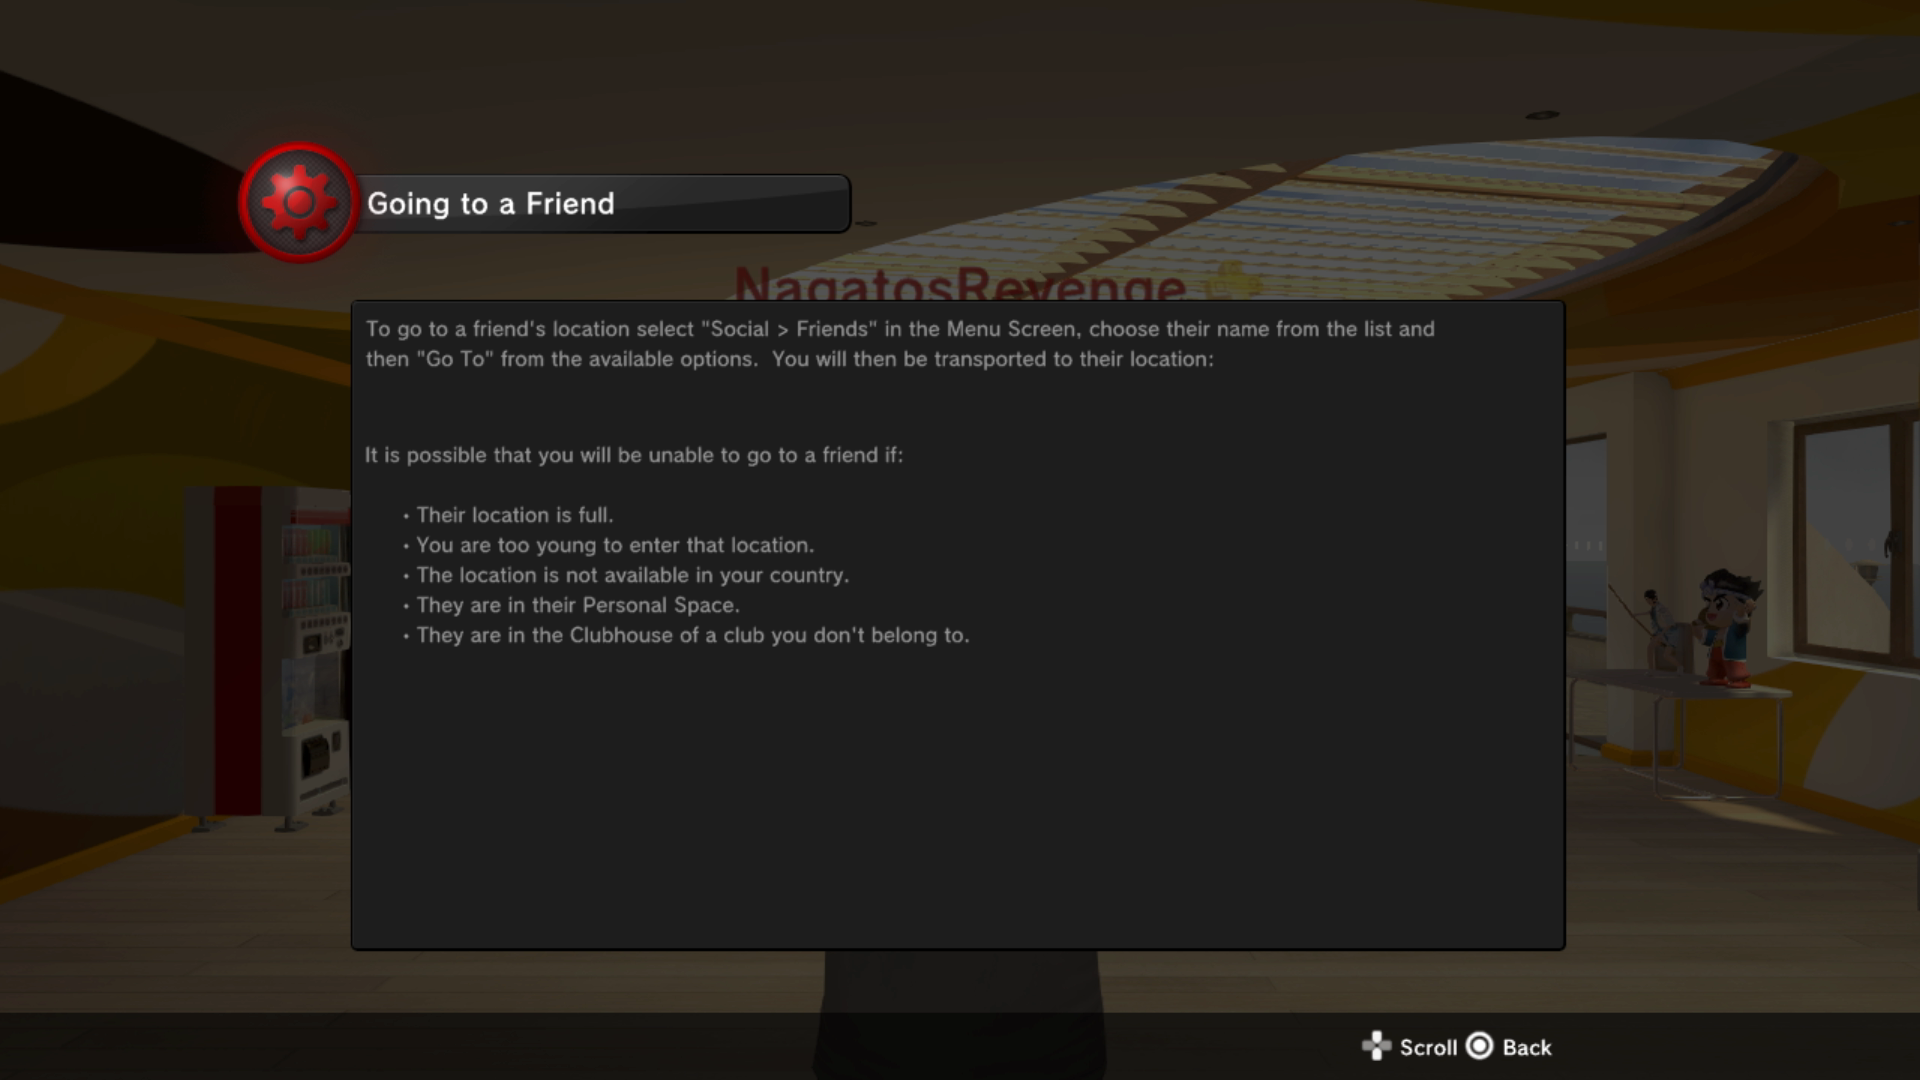 Going to a Friend
NagatosRevenge
To go to a friend's location select "Social > Friends" in the Menu Screen, choose their name from the list and
then "Go To" from the available options.  You will then be transported to their location:
It is possible that you will be unable to go to a friend if:
• Their location is full.
• You are too young to enter that location.
• The location is not available in your country.
• They are in their Personal Space.
• They are in the Clubhouse of a club you don't belong to.
Scroll Back